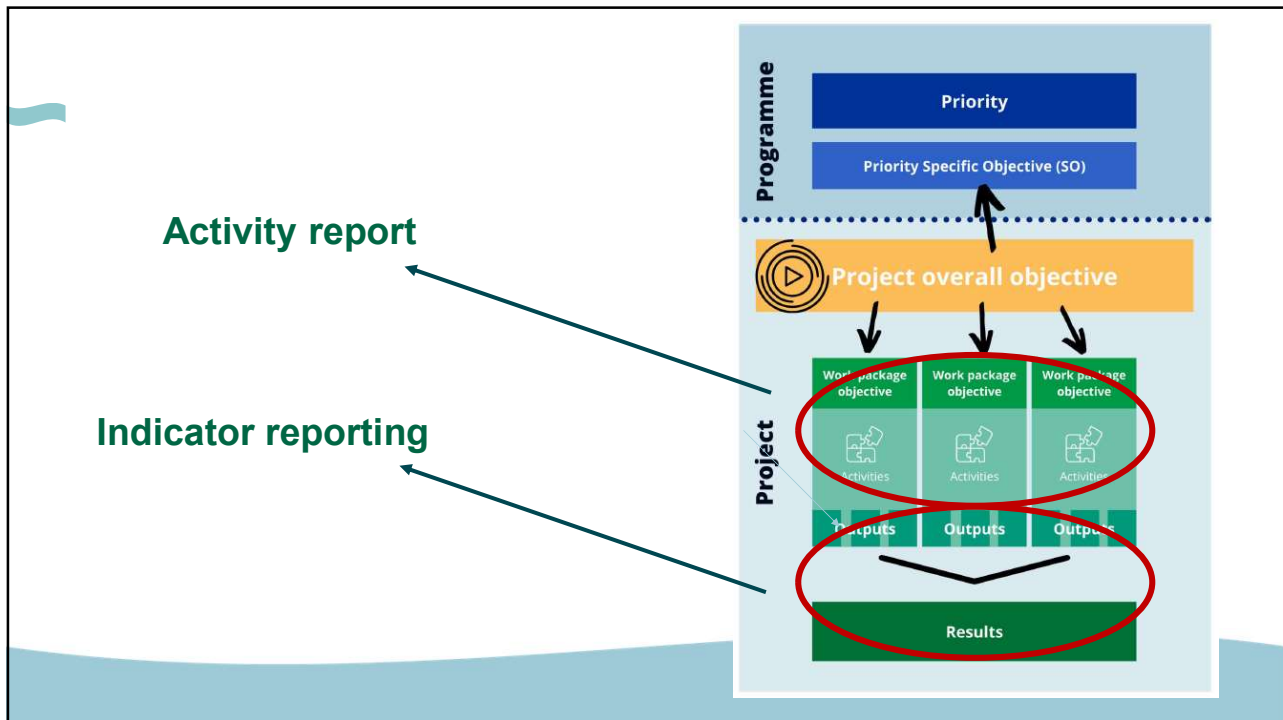 Activity report
Indicator reporting
Programme
Priority
Priority Specific Objective (SO)
Project overall objective
Project
Work package
objective
Work package
objective
Work package
objective
Activities
Activities
Activities
Outputs
Outputs
Outputs
Results